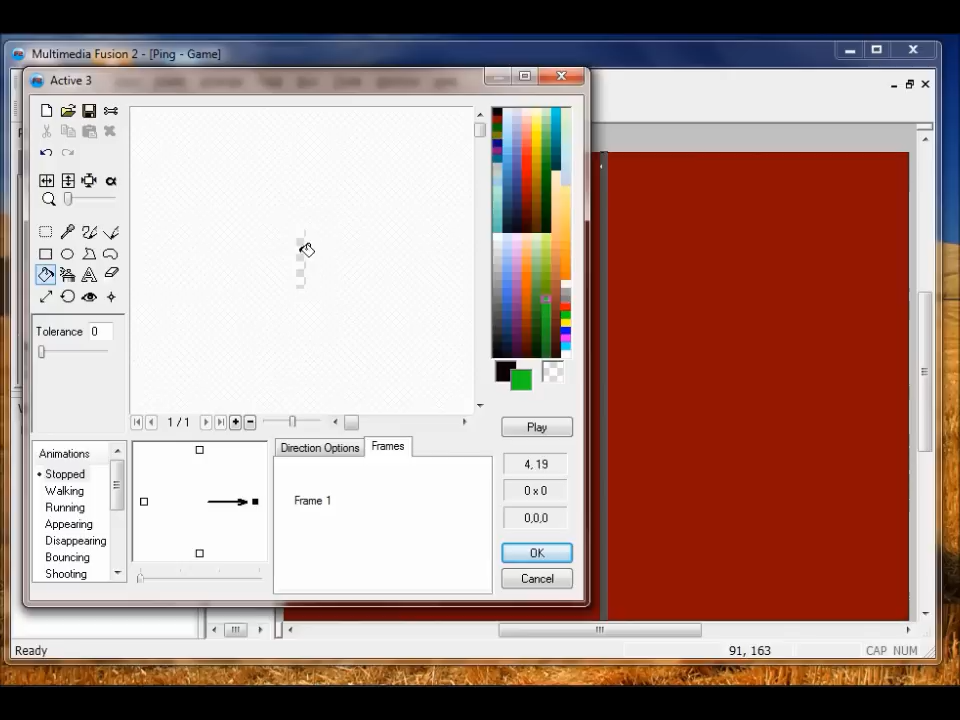 Multimedia Fusion 2 - [Ping - Game]
Active 3
Tolerance 0
1 / 1
Play
Animations
Direction Options
Frames
4, 19
Stopped
Walking
Frame 1
0 x 0
Running
0,0,0
Appearing
Disappearing
OK
Bouncing
Shooting
Cancel
Ready
91, 163
CAP NUM